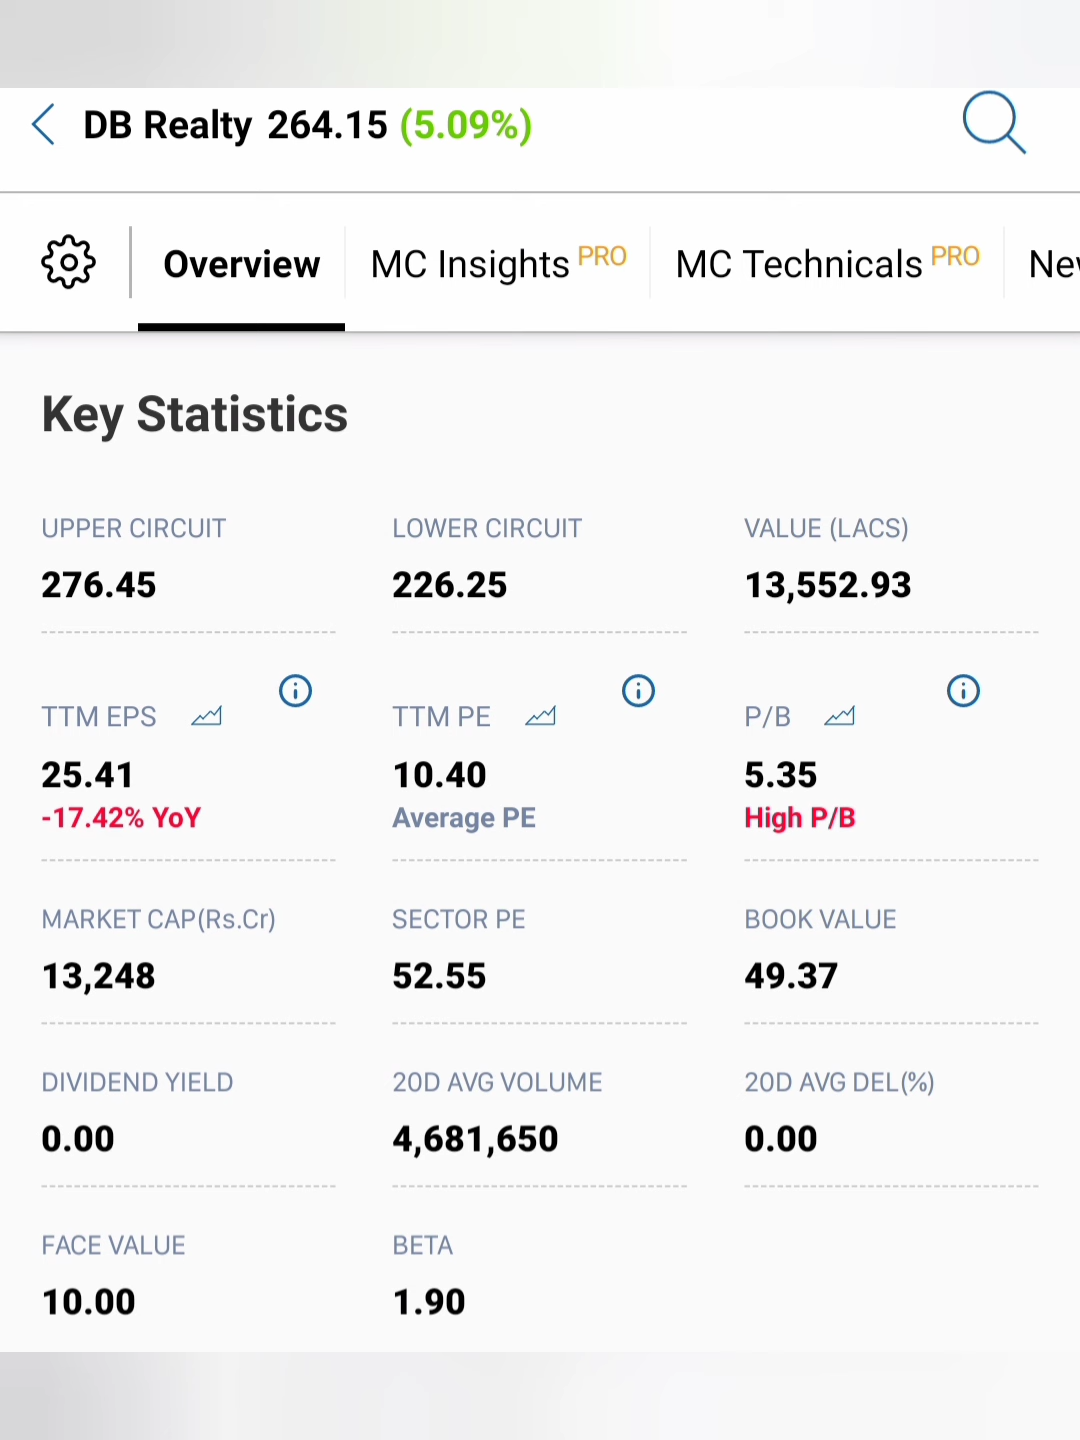 DB Realty 264.15 (5.09%)
Overview MC Insights PRO MC Technicals PRO
Key Statistics
UPPER CIRCUIT LOWER CIRCUIT VALUE (LACS)
276.45 226.25 13,552.93
TTM EPS TTM PE P/B
25.41 10.40 5.35
-17.42% YoY Average PE High P/B
MARKET CAP(Rs.Cr) SECTOR PE BOOK VALUE
13,248 52.55 49.37
DIVIDEND YIELD 20D AVG VOLUME 20D AVG DEL(%)
0.00 4,681,650 0.00
FACE VALUE BETA
10.00 1.90